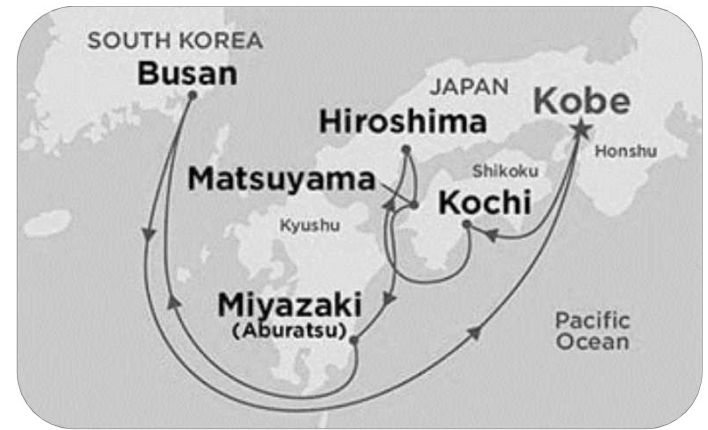 SOUTH KOREA
Busan
JAPAN
Kobe
Hiroshima
Honshu
Shikoku
Matsuyama
Kochi
Kyushu
Miyazaki
(Aburatsu)
Pacific
Ocean